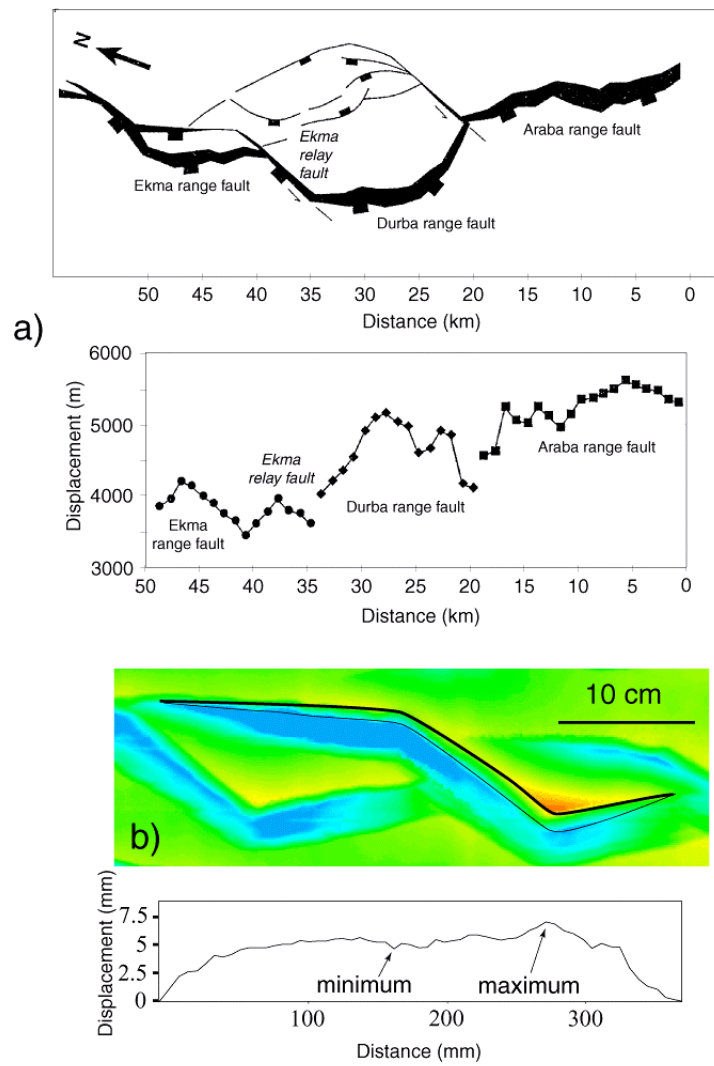 N
Araba range fault
Ekma
relay
fault
Ekma range fault
Durba range fault
50 45 40 35 30 25 20 15 10 5 0
Distance (km)
a)
6000
5000
4000
3000
Displacement (m)
Ekma
relay fault
Araba range fault
Durba range fault
Ekma
range fault
50 45 40 35 30 25 20 15 10 5 0
Distance (km)
10 cm
b)
Displacement (mm)
7.5
5
2.5
0
minimum
maximum
100 200 300
Distance (mm)